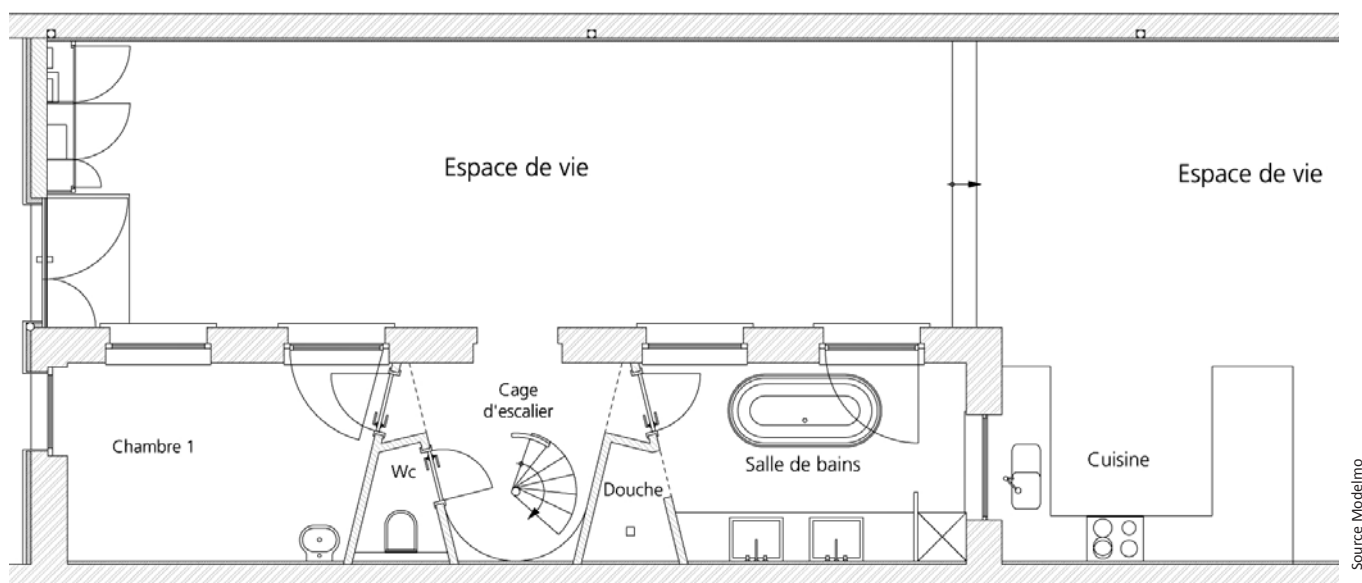 Espace de vie
Espace de vie
Cage
d'escalier
Chambre 1
Wc
Douche
Salle de bains
Cuisine
Source Modelmo